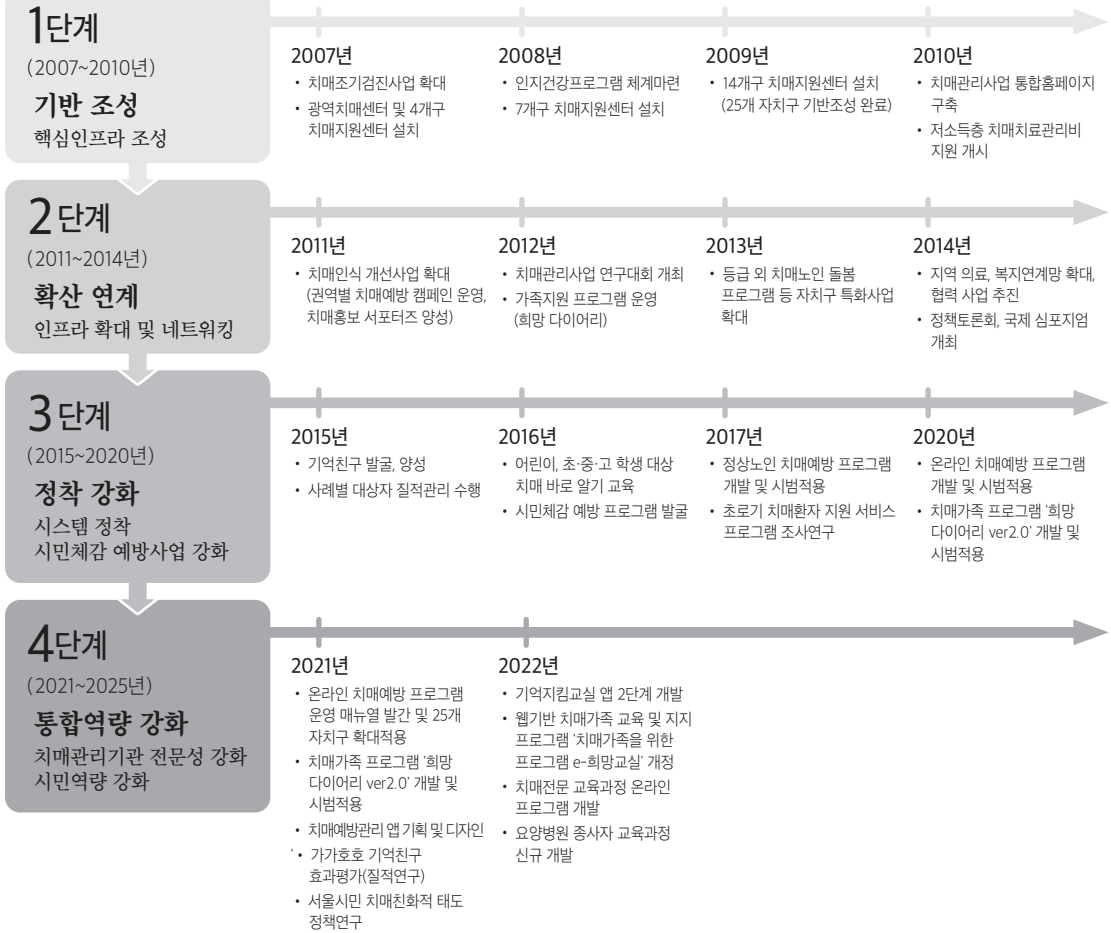 1단계
(2007~2010년)
기반 조성
핵심인프라 조성
2007년
• 치매조기검진사업 확대
• 광역치매센터 및 4개구
치매지원센터 설치
2008년
• 인지건강프로그램 체계마련
• 7개구 치매지원센터 설치
2009년
• 14개구 치매지원센터 설치
(25개 자치구 기반조성 완료)
2010년
• 치매관리사업 통합홈페이지
구축
• 저소득층 치매치료관리비
지원 개시
2단계
(2011~2014년)
확산 연계
인프라 확대 및 네트워킹
2011년
• 치매인식 개선사업 확대
(권역별 치매예방 캠페인 운영,
치매홍보 서포터즈 양성)
2012년
• 치매관리사업 연구대회 개최
• 가족지원 프로그램 운영
(희망 다이어리)
2013년
• 등급 외 치매노인 돌봄
프로그램 등 자치구 특화사업
확대
2014년
• 지역 의료, 복지연계망 확대,
협력 사업 추진
• 정책토론회, 국제 심포지엄
개최
3단계
(2015~2020년)
정착 강화
시스템 정착
시민체감 예방사업 강화
2015년
• 기억친구 발굴, 양성
• 사례별 대상자 질적관리 수행
2016년
• 어린이, 초·중·고 학생 대상
치매 바로 알기 교육
• 시민체감 예방 프로그램 발굴
2017년
• 정상노인 치매예방 프로그램
개발 및 시범적용
• 초로기 치매환자 지원 서비스
프로그램 조사연구
2020년
• 온라인 치매예방 프로그램
개발 및 시범적용
• 치매가족 프로그램 '희망
다이어리 ver2.0' 개발 및
시범적용
4단계
(2021~2025년)
통합역량 강화
치매관리기관 전문성 강화
시민역량 강화
2021년
• 온라인 치매예방 프로그램
운영 매뉴열 발간 및 25개
자치구 확대적용
• 치매가족 프로그램 '희망
다이어리 ver2.0' 개발 및
시범적용
• 치매예방관리 앱 기획 및 디자인
'• 가가호호 기억친구
효과평가(질적연구)
• 서울시민 치매친화적 태도
정책연구
2022년
• 기억지킴교실 앱 2단계 개발
• 웹기반 치매가족 교육 및 지지
프로그램 '치매가족을 위한
프로그램 e-희망교실' 개정
• 치매전문 교육과정 온라인
프로그램 개발
• 요양병원 종사자 교육과정
신규 개발